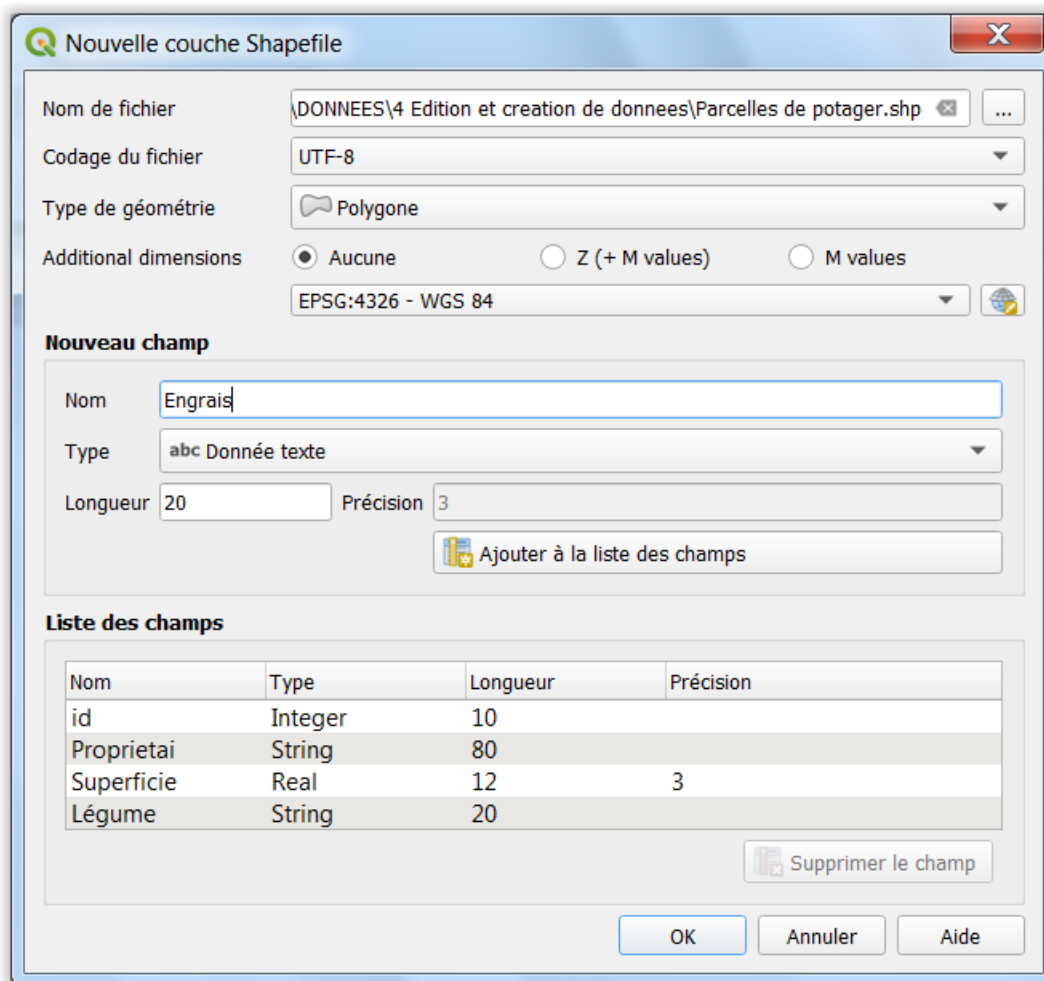 Nouvelle couche Shapefile
Nom de fichier \DONNEES\4 Edition et creation de donnees\Parcelles de potager.shp ...
Codage du fichier UTF-8
Type de géométrie Polygone
Additional dimensions Aucune Z (+ M values) M values
EPSG:4326 - WGS 84
Nouveau champ
Nom Engrais
Type abc Donnée texte
Longueur 20 Précision 3
Ajouter à la liste des champs
Liste des champs
Nom Type Longueur Précision
id Integer 10
Proprietai String 80
Superficie Real 12 3
Légume String 20
Supprimer le champ
OK Annuler Aide